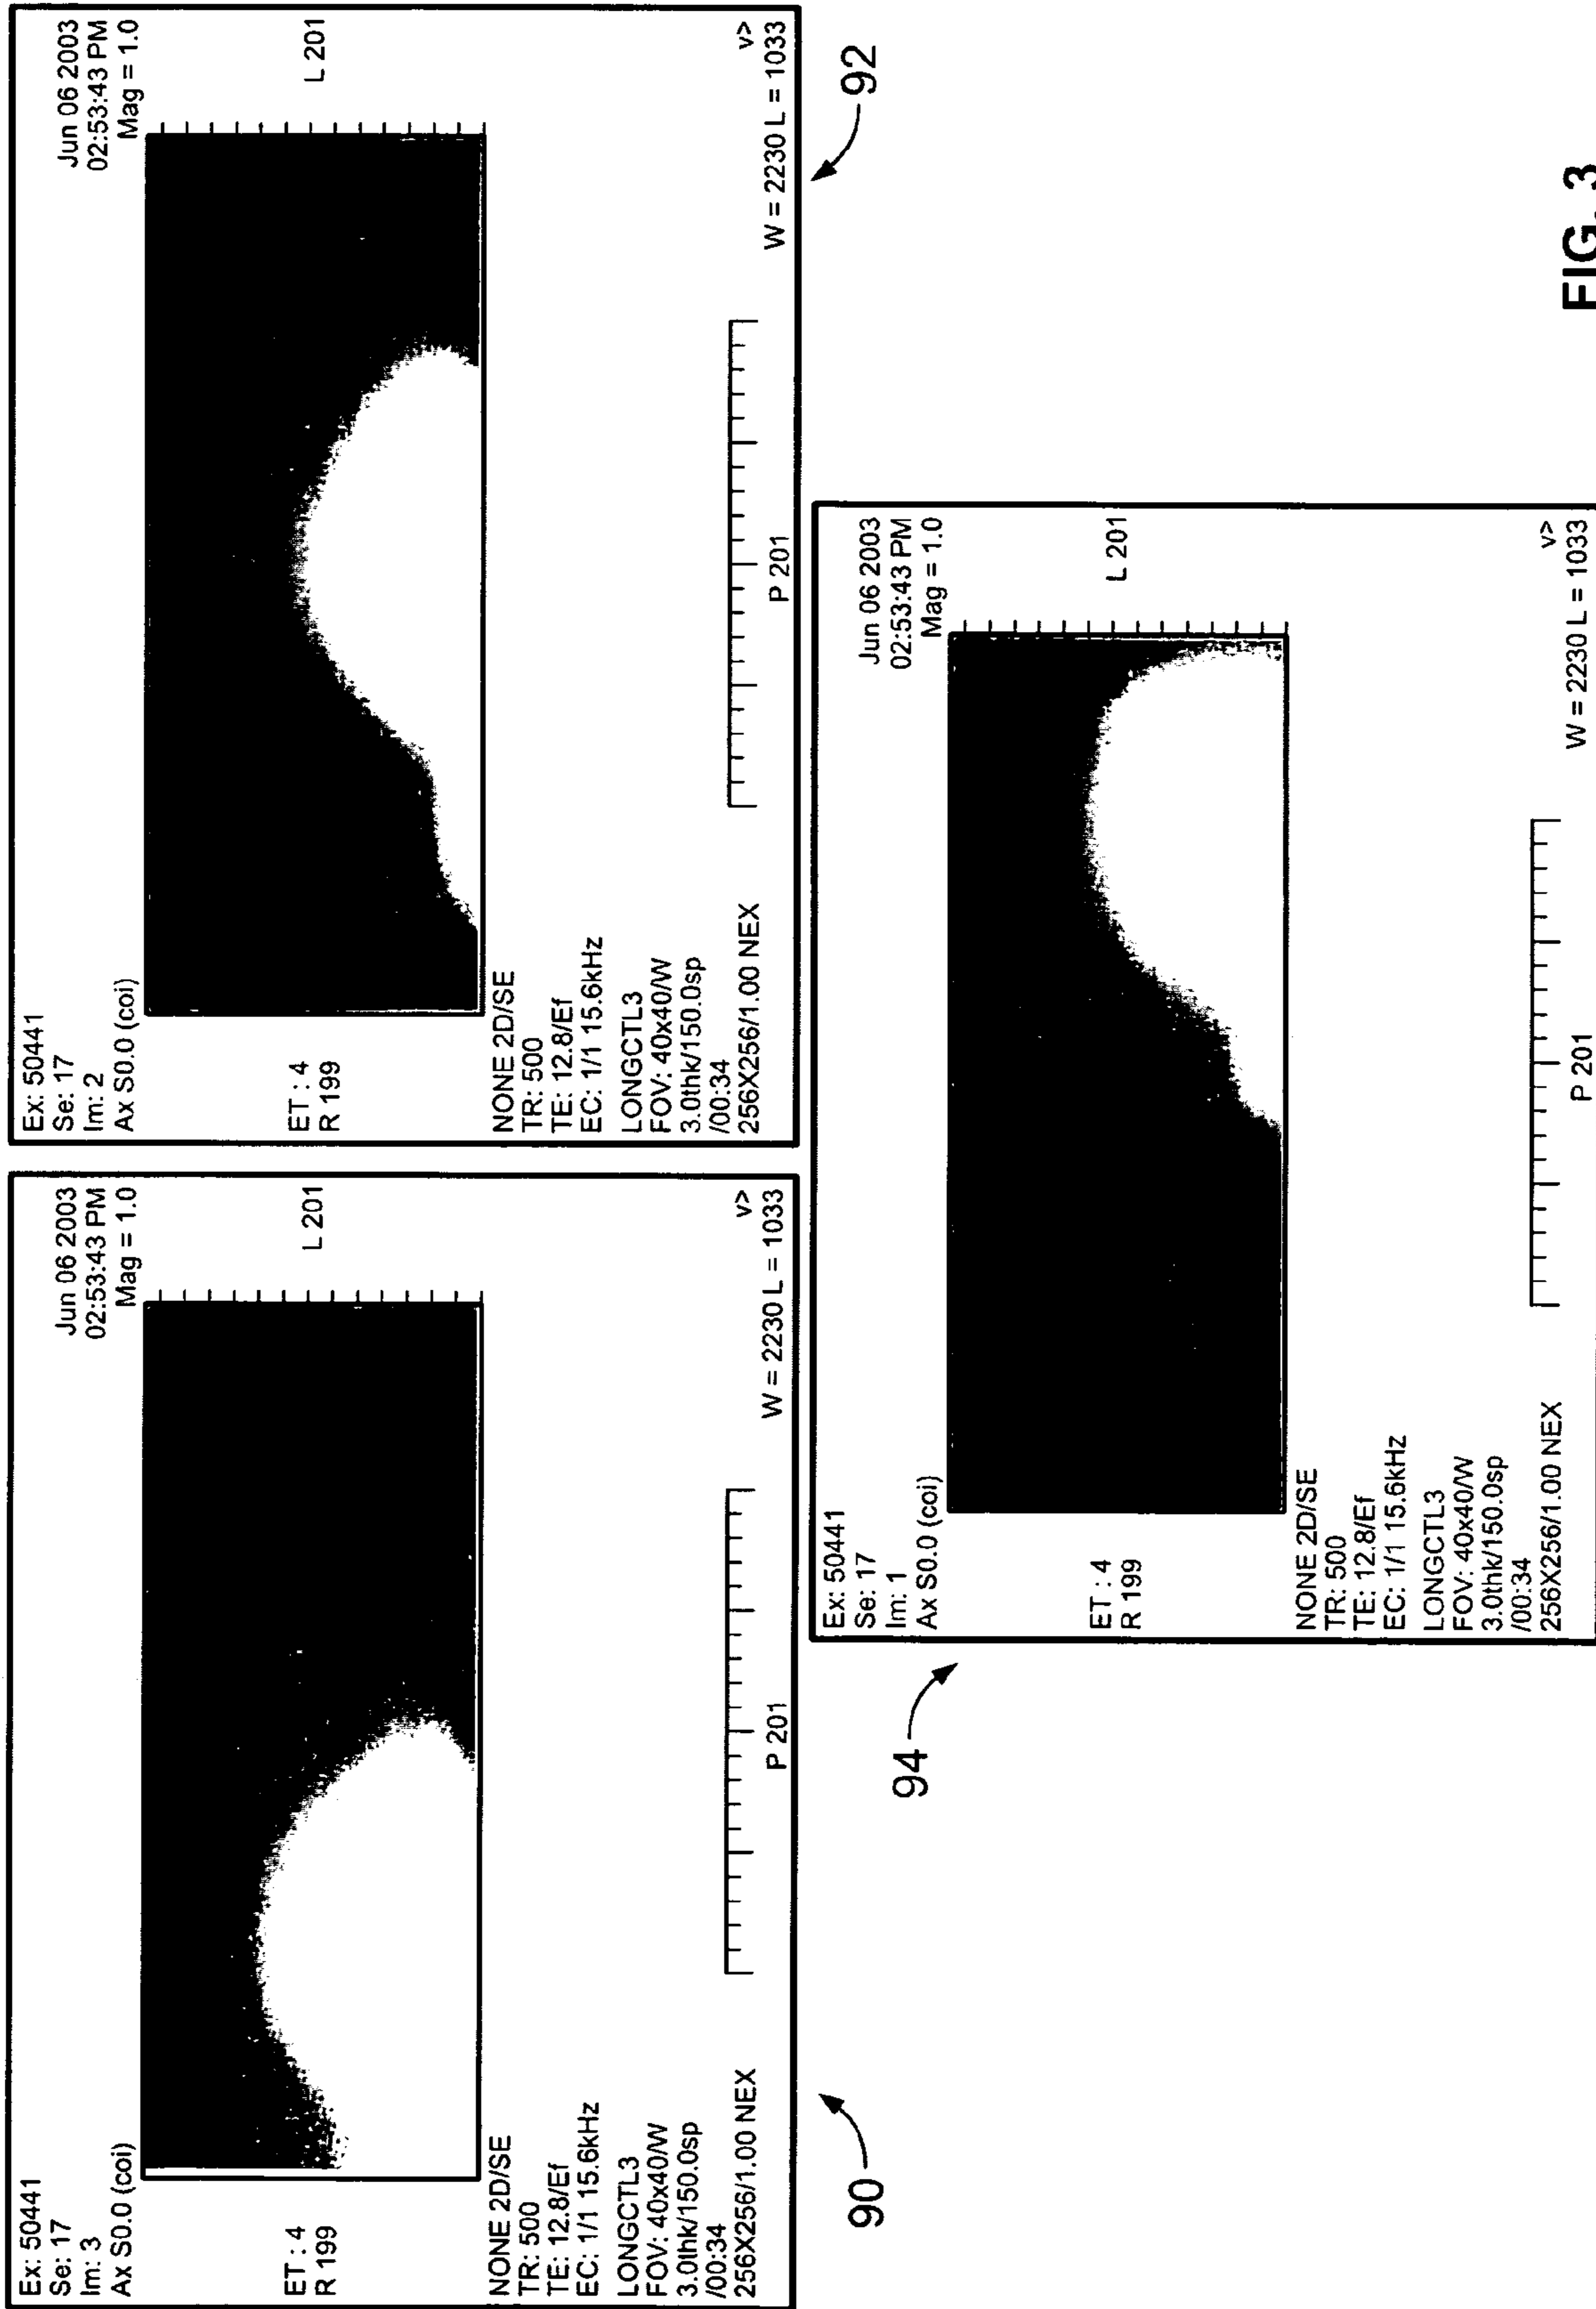 Ex: 50441
Se: 17
Im: 3
Ax S0.0 (coi)
Jun 06 2003
02:53:43 PM
Mag = 1.0
ET : 4
R 199
L 201
NONE 2D/SE
TR: 500
TE: 12.8/Ef
EC: 1/1 15.6kHz
LONGCTL3
FOV: 40x40/W
3.0thk/150.0sp
/00:34
256X256/1.00 NEX
P 201
W = 2230 L = 1033
v>
90
Ex: 50441
Se: 17
Im: 2
Ax S0.0 (coi)
Jun 06 2003
02:53:43 PM
Mag = 1.0
ET : 4
R 199
L 201
NONE 2D/SE
TR: 500
TE: 12.8/Ef
EC: 1/1 15.6kHz
LONGCTL3
FOV: 40x40/W
3.0thk/150.0sp
/00:34
256X256/1.00 NEX
P 201
W = 2230 L = 1033
v>
92
Ex: 50441
Se: 17
Im: 1
Ax S0.0 (coi)
Jun 06 2003
02:53:43 PM
Mag = 1.0
ET : 4
R 199
L 201
NONE 2D/SE
TR: 500
TE: 12.8/Ef
EC: 1/1 15.6kHz
LONGCTL3
FOV: 40x40/W
3.0thk/150.0sp
/00:34
256X256/1.00 NEX
P 201
W = 2230 L = 1033
v>
94
FIG. 3